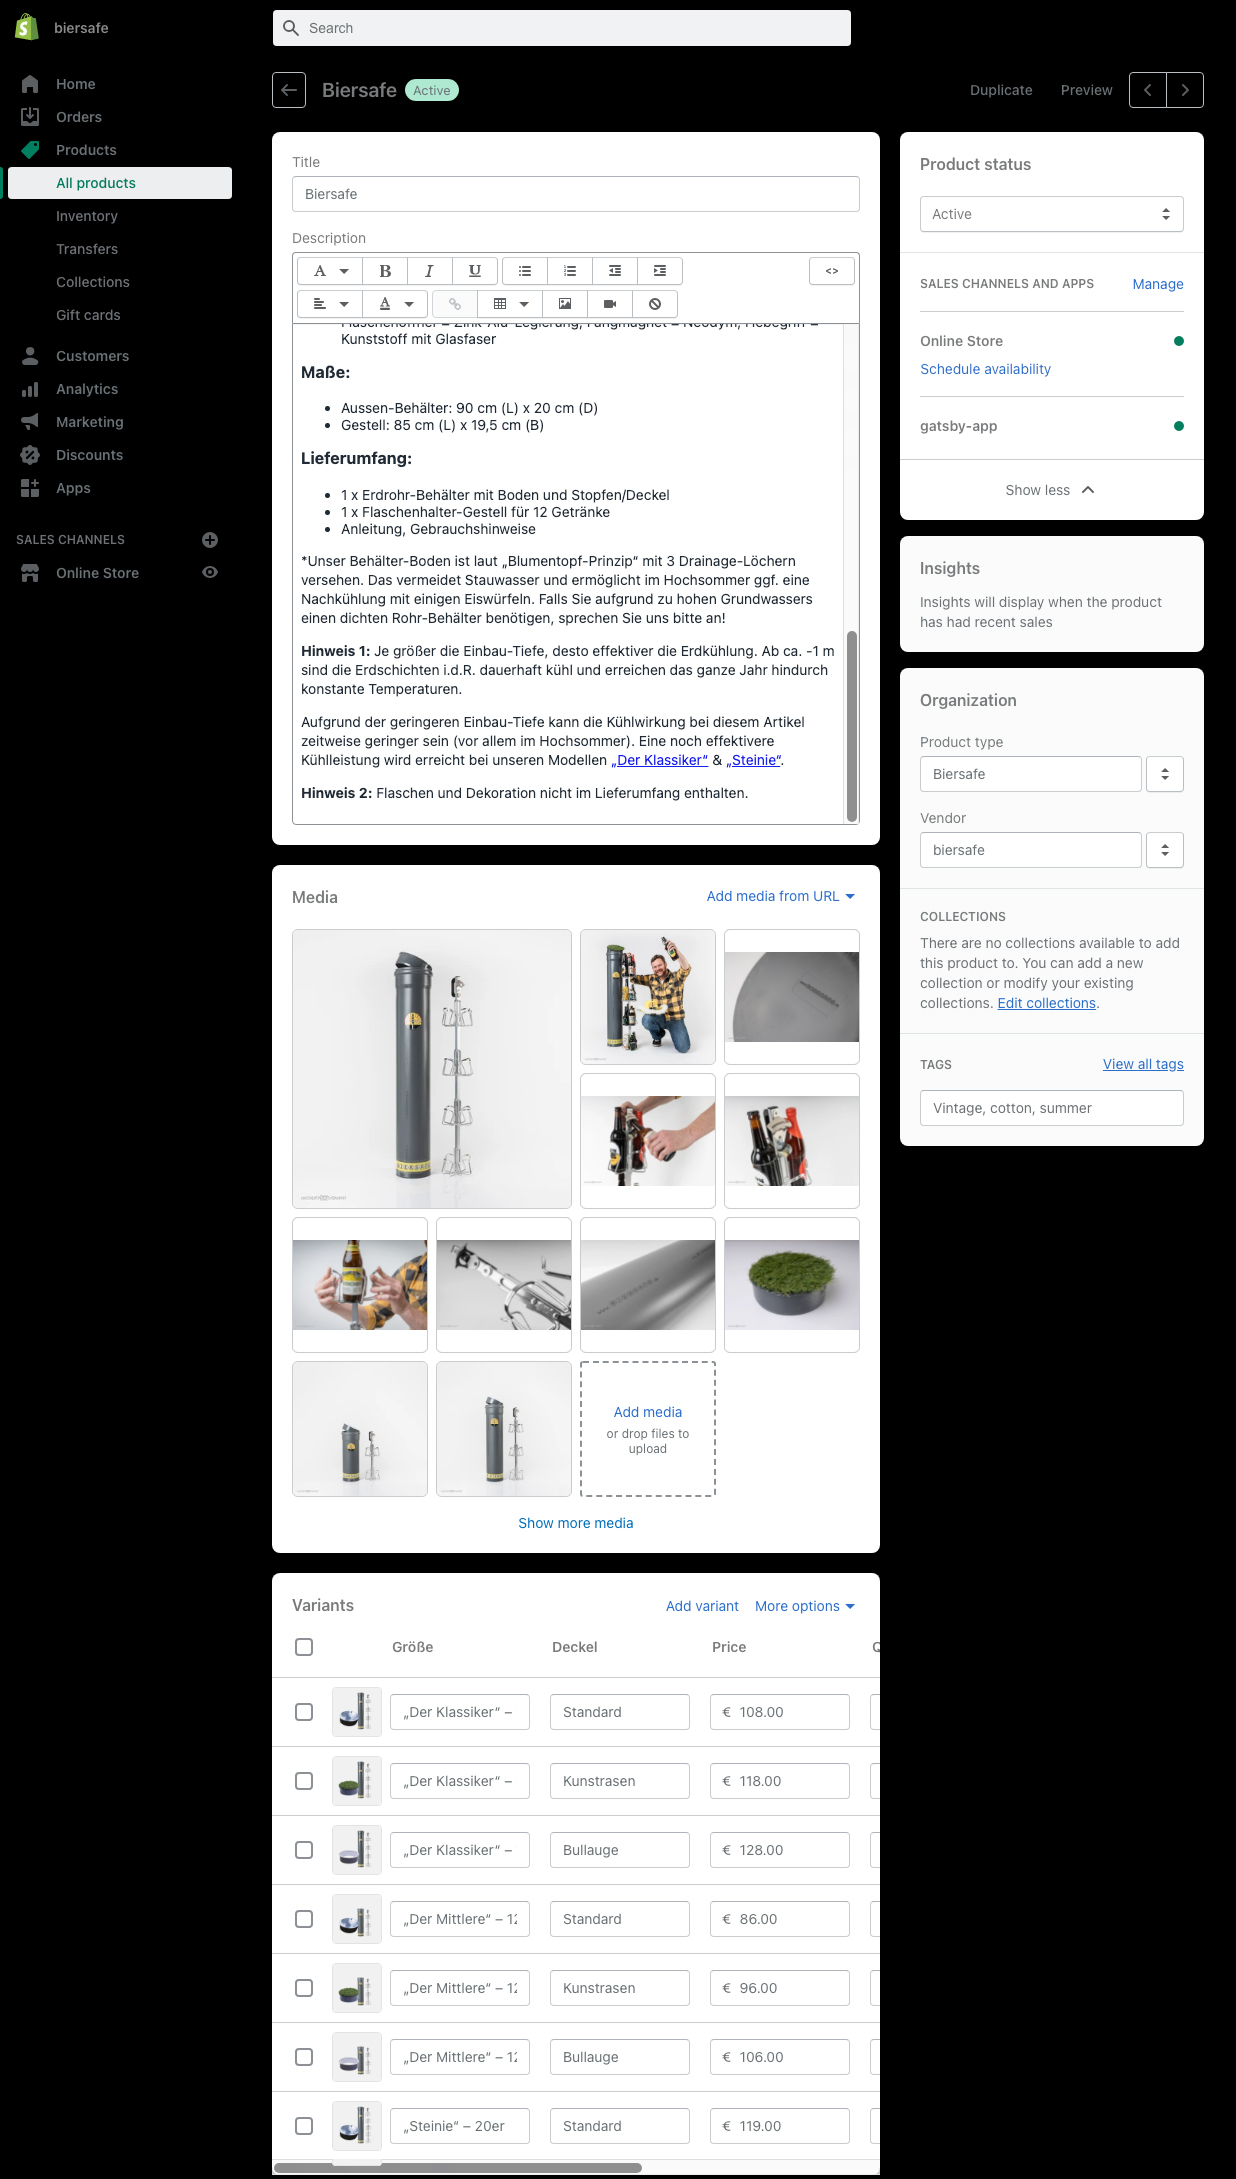 biersafe
Search
Home
Orders
Products
All products
Inventory
Transfers
Collections
Gift cards
Customers
Analytics
Marketing
Discounts
Apps
SALES CHANNELS
Online Store
Biersafe Active
Duplicate Preview
Title
Biersafe
Description
A B I U <>
A
Flaschenöffner = Zink-Alu-Legierung, Fangmagnet = Neodym, Hebegriff =
Kunststoff mit Glasfaser
Maße:
• Aussen-Behälter: 90 cm (L) x 20 cm (D)
• Gestell: 85 cm (L) x 19,5 cm (B)
Lieferumfang:
• 1 x Erdrohr-Behälter mit Boden und Stopfen/Deckel
• 1 x Flaschenhalter-Gestell für 12 Getränke
• Anleitung, Gebrauchshinweise
*Unser Behälter-Boden ist laut „Blumentopf-Prinzip“ mit 3 Drainage-Löchern
versehen. Das vermeidet Stauwasser und ermöglicht im Hochsommer ggf. eine
Nachkühlung mit einigen Eiswürfeln. Falls Sie aufgrund zu hohen Grundwassers
einen dichten Rohr-Behälter benötigen, sprechen Sie uns bitte an!
Hinweis 1: Je größer die Einbau-Tiefe, desto effektiver die Erdkühlung. Ab ca. -1 m
sind die Erdschichten i.d.R. dauerhaft kühl und erreichen das ganze Jahr hindurch
konstante Temperaturen.
Aufgrund der geringeren Einbau-Tiefe kann die Kühlwirkung bei diesem Artikel
zeitweise geringer sein (vor allem im Hochsommer). Eine noch effektivere
Kühlleistung wird erreicht bei unseren Modellen „Der Klassiker“ & „Steinie“.
Hinweis 2: Flaschen und Dekoration nicht im Lieferumfang enthalten.
Media
Add media from URL
Add media
or drop files to
upload
Show more media
Variants
Add variant More options
Größe Deckel Price
„Der Klassiker“ – Standard € 108.00
„Der Klassiker“ – Kunstrasen € 118.00
„Der Klassiker“ – Bullauge € 128.00
„Der Mittlere“ – 12 Standard € 86.00
„Der Mittlere“ – 12 Kunstrasen € 96.00
„Der Mittlere“ – 12 Bullauge € 106.00
„Steinie“ – 20er Standard € 119.00
Product status
Active
SALES CHANNELS AND APPS Manage
Online Store
Schedule availability
gatsby-app
Show less
Insights
Insights will display when the product
has had recent sales
Organization
Product type
Biersafe
Vendor
biersafe
COLLECTIONS
There are no collections available to add
this product to. You can add a new
collection or modify your existing
collections. Edit collections.
TAGS View all tags
Vintage, cotton, summer